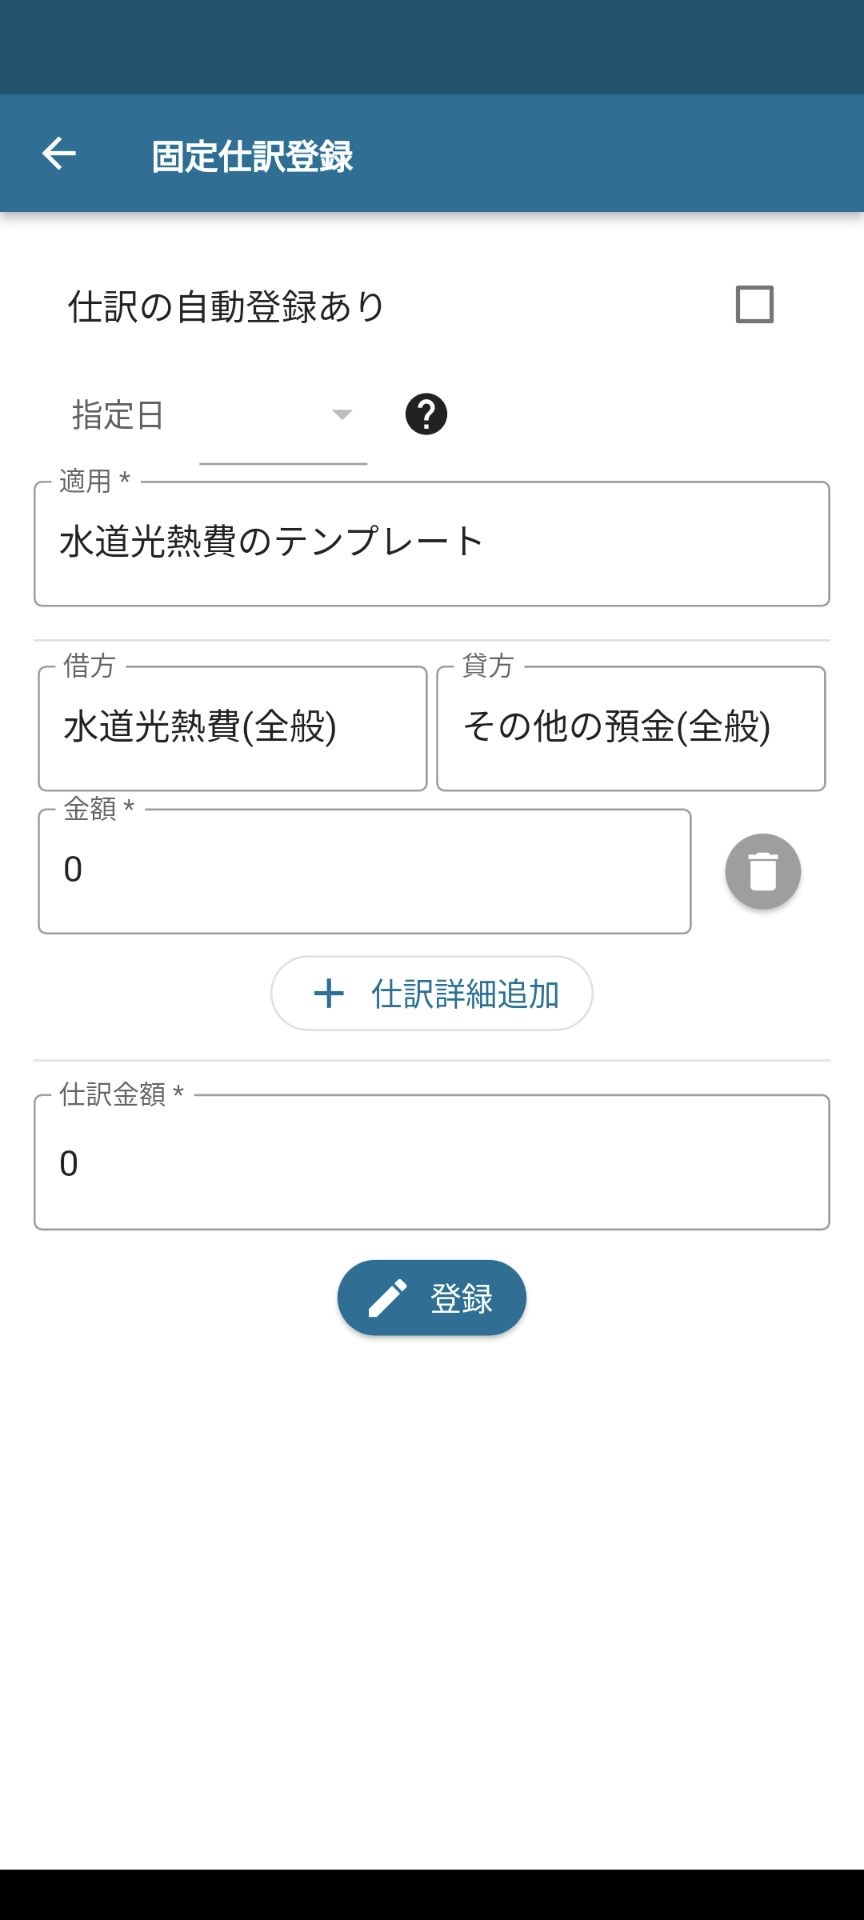 固定仕訳登録
仕訳の自動登録あり
指定日
適用 *
水道光熱費のテンプレート
借方
水道光熱費(全般)
貸方
その他の預金(全般)
金額 *
0
仕訳詳細追加
仕訳金額 *
0
登録